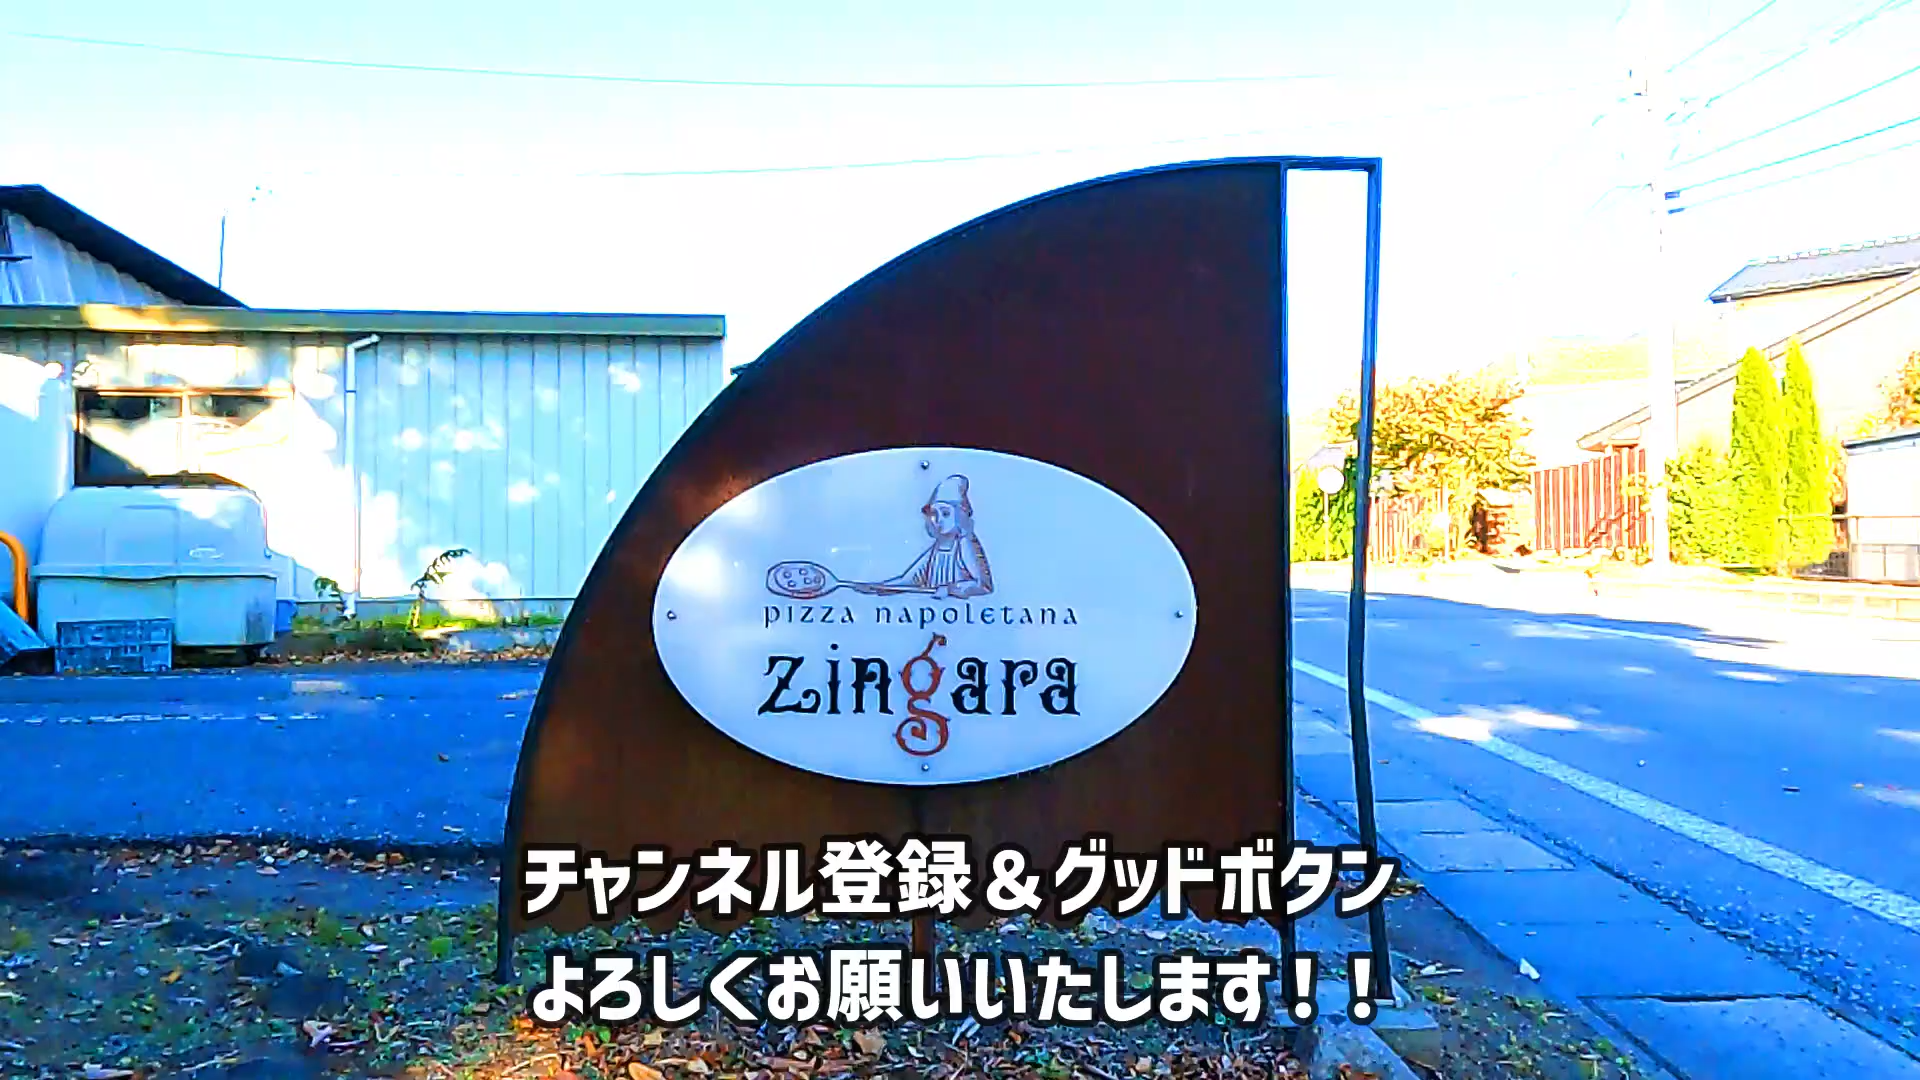 pizza napoletana
zingara
チャンネル登録＆グッドボタン
よろしくお願いいたします！！